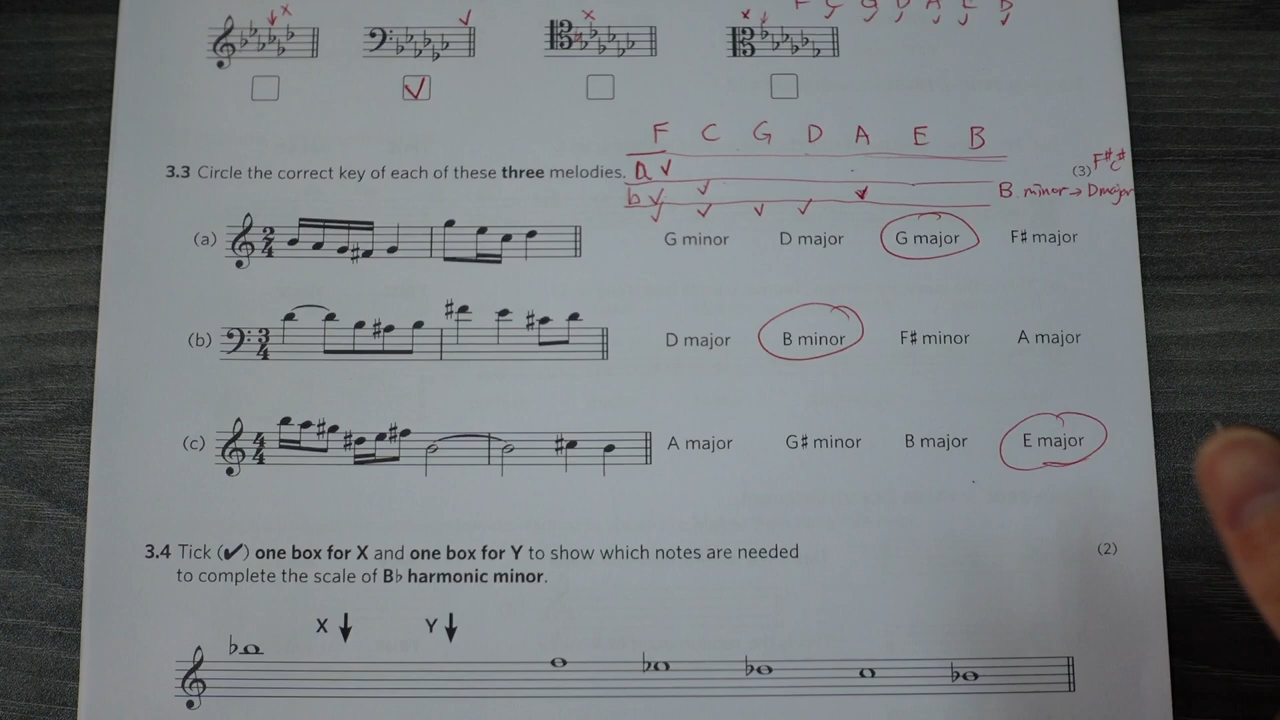 F C G D A E B
3.3 Circle the correct key of each of these three melodies. (3) F# C#
a ✓
b ✓ ✓ ✓ B minor → D major
✓ ✓ ✓ ✓
(a) G minor D major G major F♯ major
(b) D major B minor F♯ minor A major
(c) A major G♯ minor B major E major
3.4 Tick (✔) one box for X and one box for Y to show which notes are needed (2)
to complete the scale of B♭ harmonic minor.
X Y